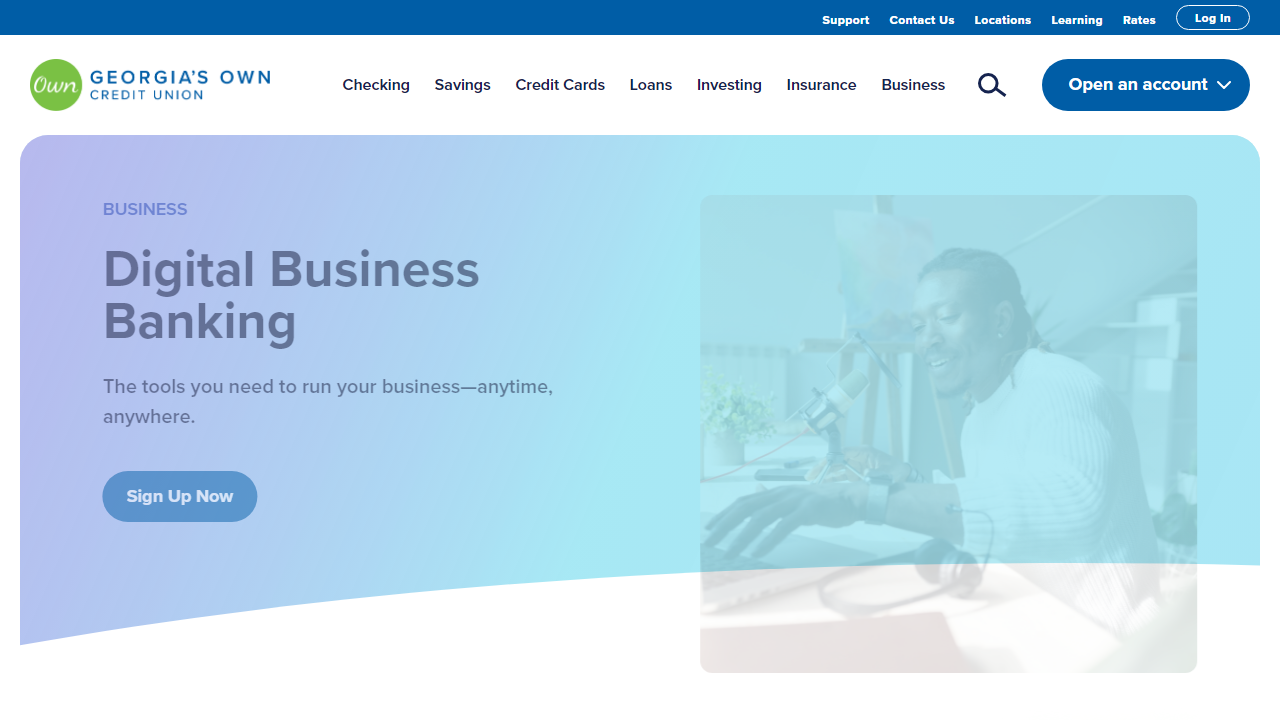 Support Contact Us Locations Learning Rates Log In
Own GEORGIA'S OWN
CREDIT UNION
Checking Savings Credit Cards Loans Investing Insurance Business Open an account
BUSINESS
Digital Business
Banking
The tools you need to run your business—anytime,
anywhere.
Sign Up Now